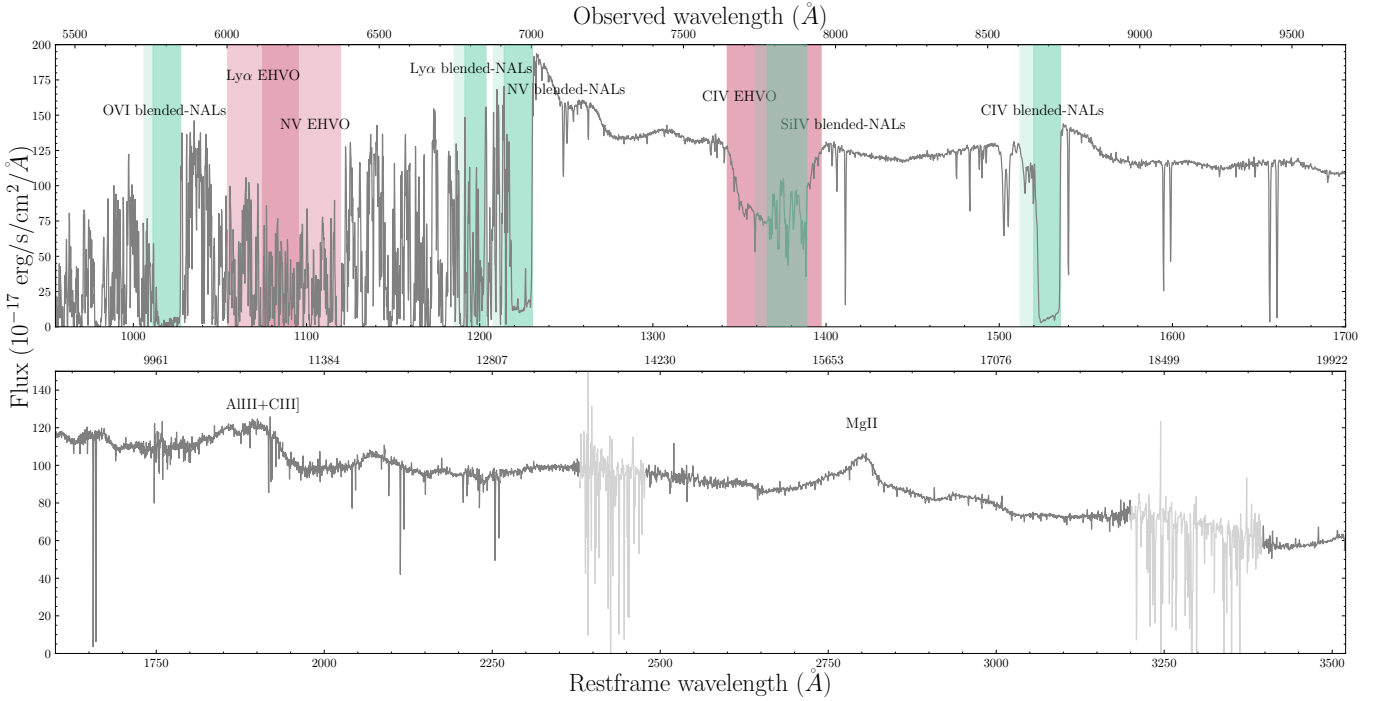 Observed wavelength (Å)
5500 6000 6500 7000 7500 8000 8500 9000 9500
200
175
150
125
100
75
50
25
0
Lyα EHVO
OVI blended-NALs
NV EHVO
Lyα blended-NALs
NV blended-NALs
CIV EHVO
SiIV blended-NALs
CIV blended-NALs
1000 1100 1200 1300 1400 1500 1600 1700
Flux (10⁻¹⁷ erg/s/cm²/Å)
9961 11384 12807 14230 15653 17076 18499 19922
140
120
100
80
60
40
20
0
AlIII+CIII]
MgII
1750 2000 2250 2500 2750 3000 3250 3500
Restframe wavelength (Å)